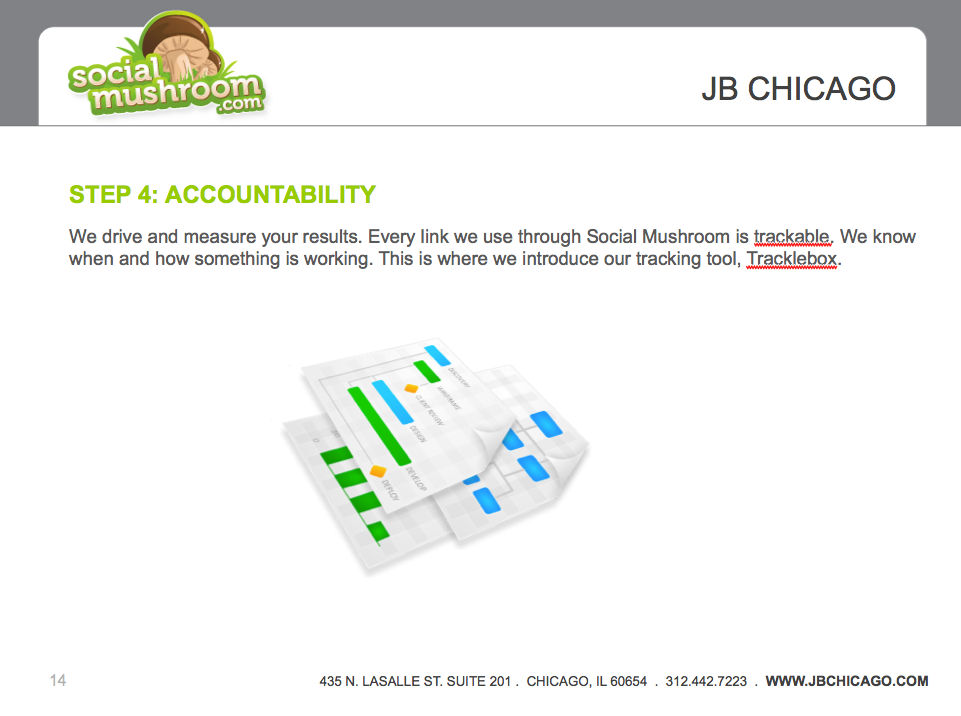 social
mushroom
.com
JB CHICAGO
STEP 4: ACCOUNTABILITY
We drive and measure your results. Every link we use through Social Mushroom is trackable. We know
when and how something is working. This is where we introduce our tracking tool, Tracklebox.
DISCOVERY
CLIENT REVIEW
DESIGN
DEVELOP
DEPLOY
14
435 N. LASALLE ST. SUITE 201 . CHICAGO, IL 60654 . 312.442.7223 . WWW.JBCHICAGO.COM